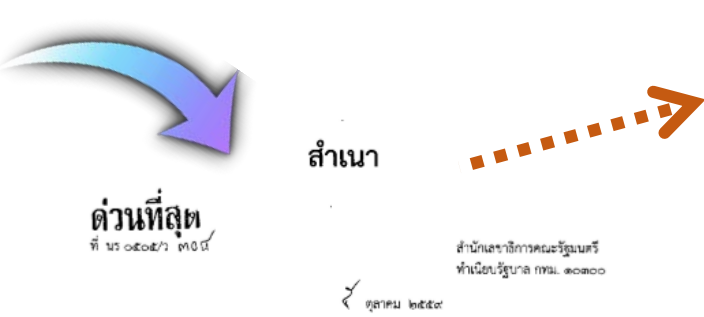 สำเนา
ด่วนที่สุด
ที่ นร ๐๕๐๕/ว
สำนักเลขาธิการคณะรัฐมนตรี
ทำเนียบรัฐบาล กทม. ๑๐๓๐๐
ตุลาคม ๒๕๕๙